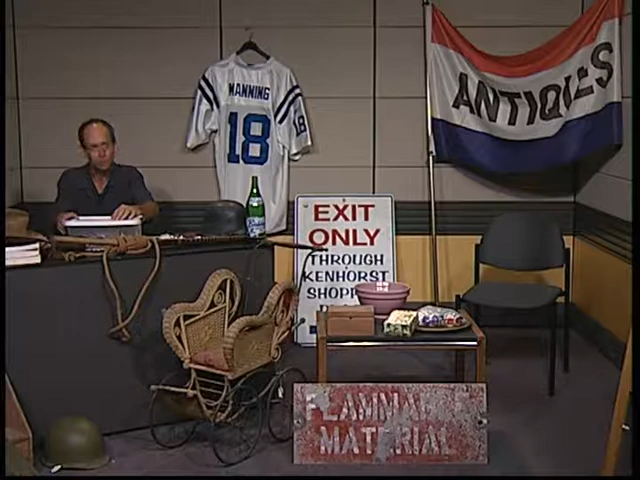 MANNING
18
18
ANTIQUES
EXIT
ONLY
THROUGH
KENHORST
FLAMMABLE
MATERIAL